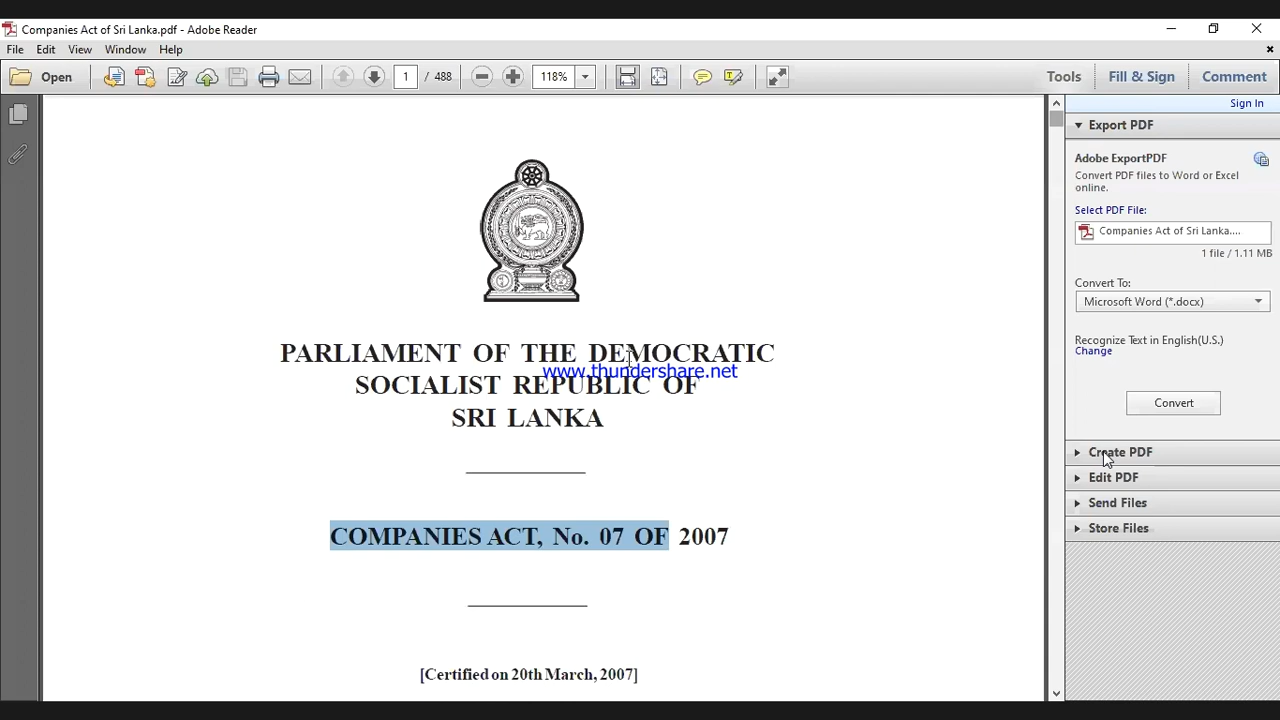 Companies Act of Sri Lanka.pdf - Adobe Reader
File Edit View Window Help
Open 1 / 488 118% Tools Fill & Sign Comment
Sign In
Export PDF
Adobe ExportPDF
Convert PDF files to Word or Excel
online.
Select PDF File:
Companies Act of Sri Lanka....
1 file / 1.11 MB
Convert To:
Microsoft Word (*.docx)
Recognize Text in English(U.S.)
Change
Convert
Create PDF
Edit PDF
Send Files
Store Files
PARLIAMENT OF THE DEMOCRATIC
www.thundershare.net
SOCIALIST REPUBLIC OF
SRI LANKA
COMPANIES ACT, No. 07 OF 2007
[Certified on 20th March, 2007]